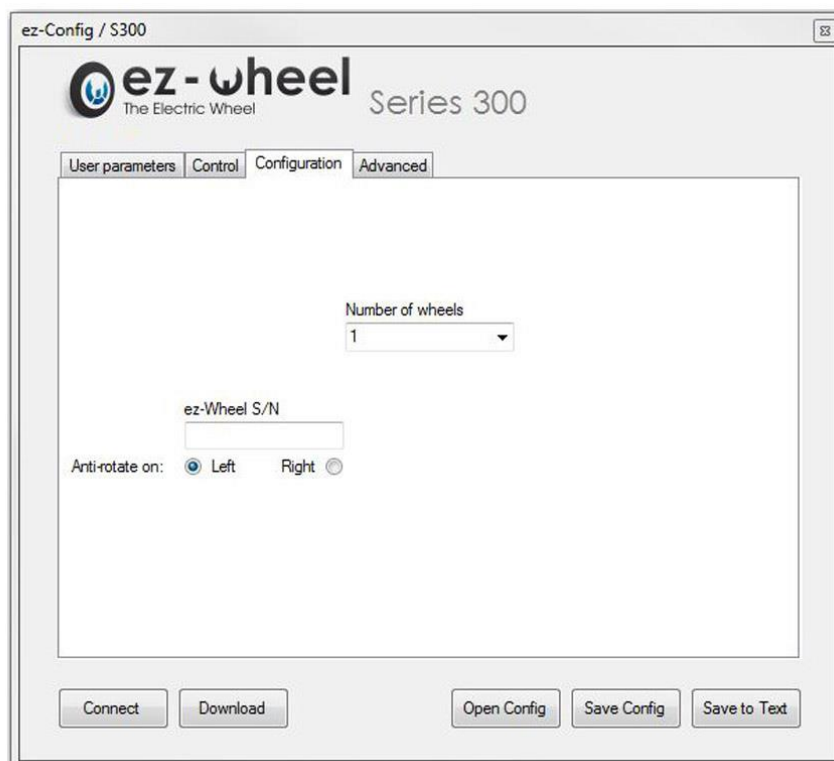 ez-Config / S300
ez-wheel
The Electric Wheel
Series 300
User parameters Control Configuration Advanced
Number of wheels
1
ez-Wheel S/N
Anti-rotate on: Left Right
Connect Download Open Config Save Config Save to Text